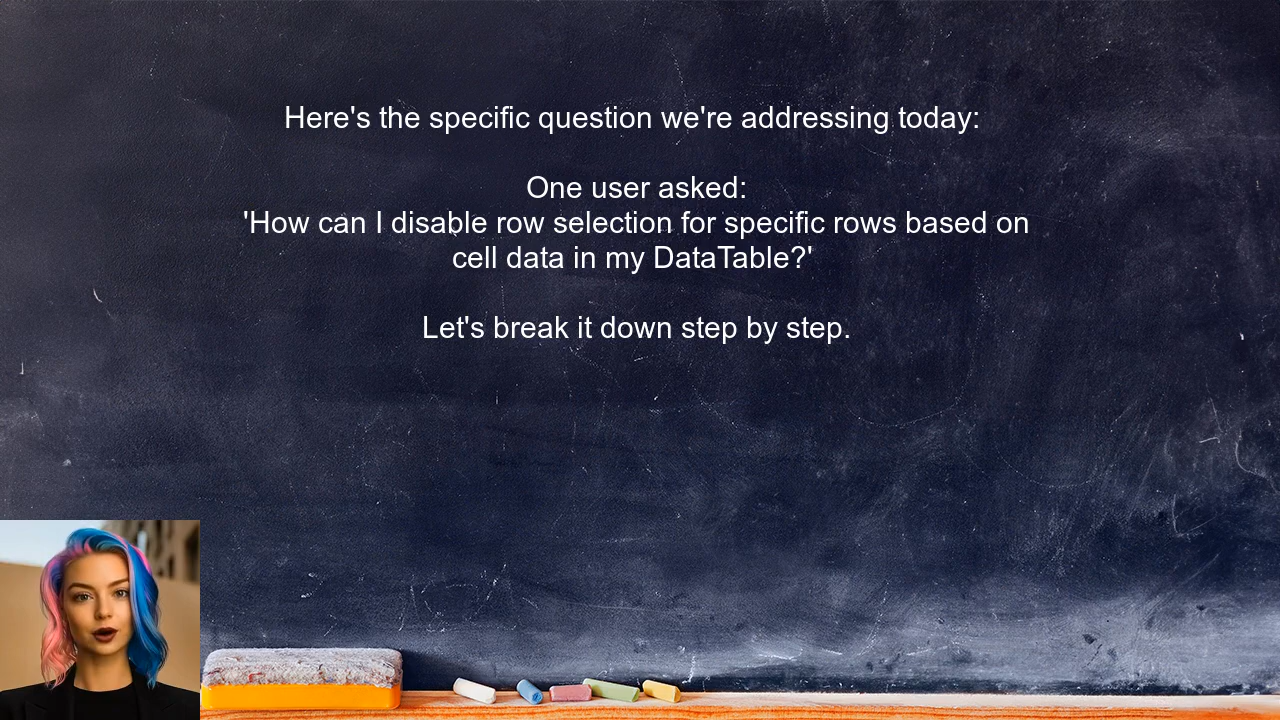 Here's the specific question we're addressing today:
One user asked:
'How can I disable row selection for specific rows based on
cell data in my DataTable?'
Let's break it down step by step.